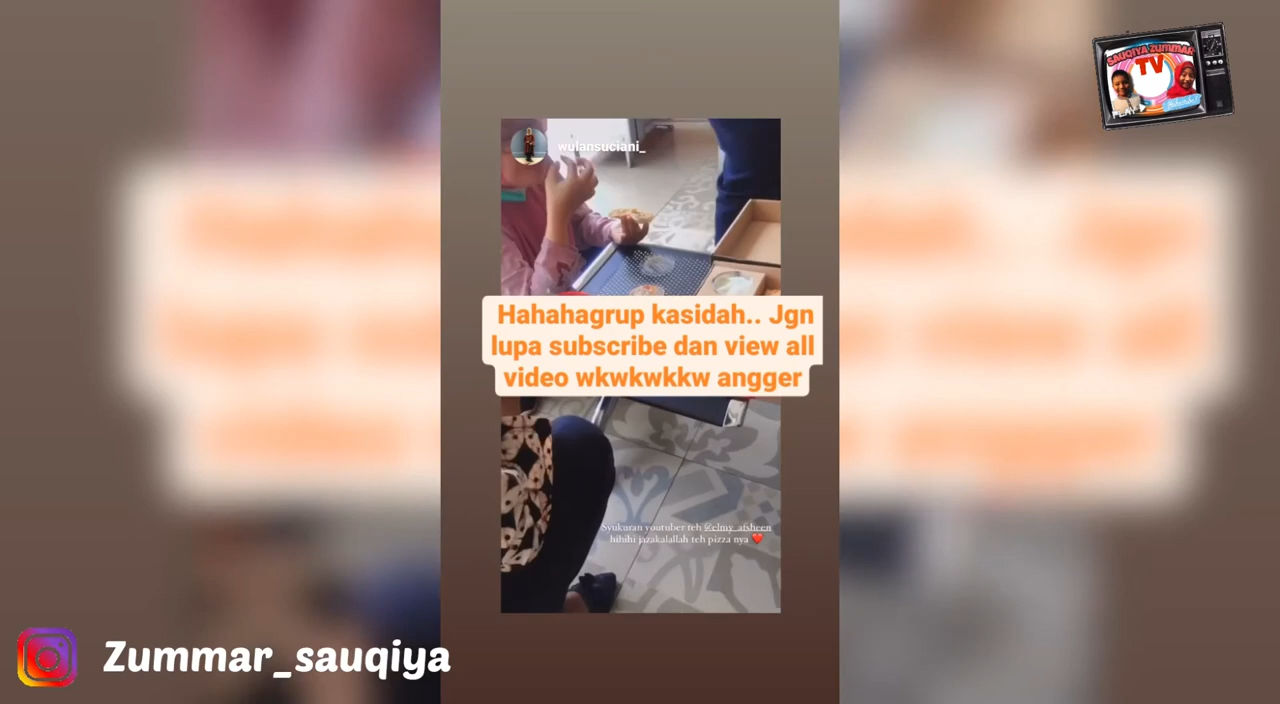 SAUQIYA ZUMMAR
TV
PLAY
wulansuciani_
Hahahagrup kasidah.. Jgn
lupa subscribe dan view all
video wkwkwkkw angger
Syukuran youtuber teh @elmy_afsheen
hihihi jazakalallah teh pizza nya ❤️
Zummar_sauqiya